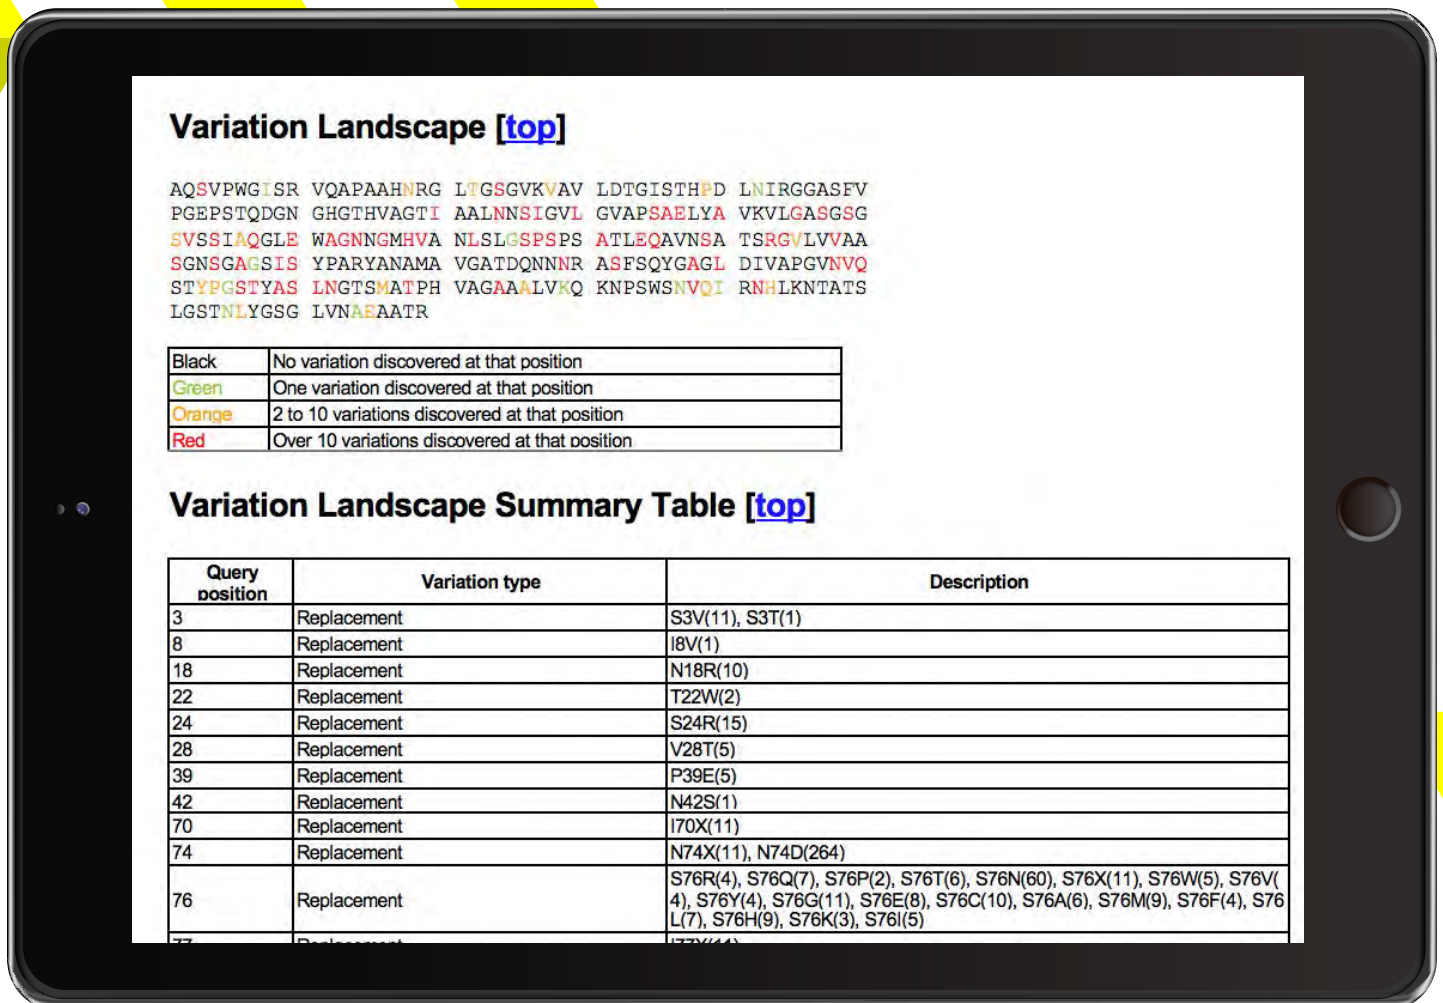 Variation Landscape [top]
AQSVPWGISR VQAPAAHNRG LTGSGVKVAV LDTGISTHPD LNIRGGASFV
PGEPSTQDGN GHGTHVAGTI AALNNSIGVL GVAPSAELYA VKVLGASGSG
SVSSIAQGLE WAGNNGMHVA NLSLGSPSPS ATLEQAVNSA TSRGVLVVAA
SGNSGAGSIS YPARYANAMA VGATDQNNNR ASFSQYGAGL DIVAPGVNVQ
STYPGSTYAS LNGTSMATPH VAGAAALVKQ KNPSWSNVQI RNHLKNTATS
LGSTNLYGSG LVNAEAATR
Black No variation discovered at that position
Green One variation discovered at that position
Orange 2 to 10 variations discovered at that position
Red Over 10 variations discovered at that position
Variation Landscape Summary Table [top]
Query position Variation type Description
3 Replacement S3V(11), S3T(1)
8 Replacement I8V(1)
18 Replacement N18R(10)
22 Replacement T22W(2)
24 Replacement S24R(15)
28 Replacement V28T(5)
39 Replacement P39E(5)
42 Replacement N42S(1)
70 Replacement I70X(11)
74 Replacement N74X(11), N74D(264)
76 Replacement S76R(4), S76Q(7), S76P(2), S76T(6), S76N(60), S76X(11), S76W(5), S76V(
4), S76Y(4), S76G(11), S76E(8), S76C(10), S76A(6), S76M(9), S76F(4), S76
L(7), S76H(9), S76K(3), S76I(5)
77 Replacement I77X(11)